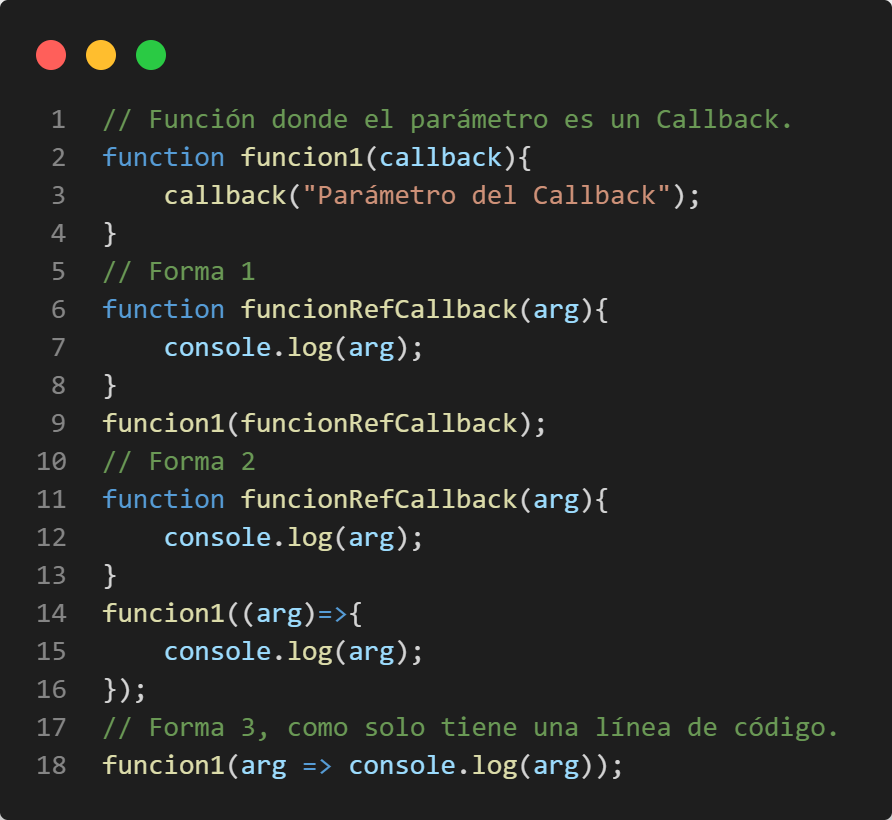 1 // Función donde el parámetro es un Callback.
2 function funcion1(callback){
3     callback("Parámetro del Callback");
4 }
5 // Forma 1
6 function funcionRefCallback(arg){
7     console.log(arg);
8 }
9 funcion1(funcionRefCallback);
10 // Forma 2
11 function funcionRefCallback(arg){
12     console.log(arg);
13 }
14 funcion1((arg)=>{
15     console.log(arg);
16 });
17 // Forma 3, como solo tiene una línea de código.
18 funcion1(arg => console.log(arg));